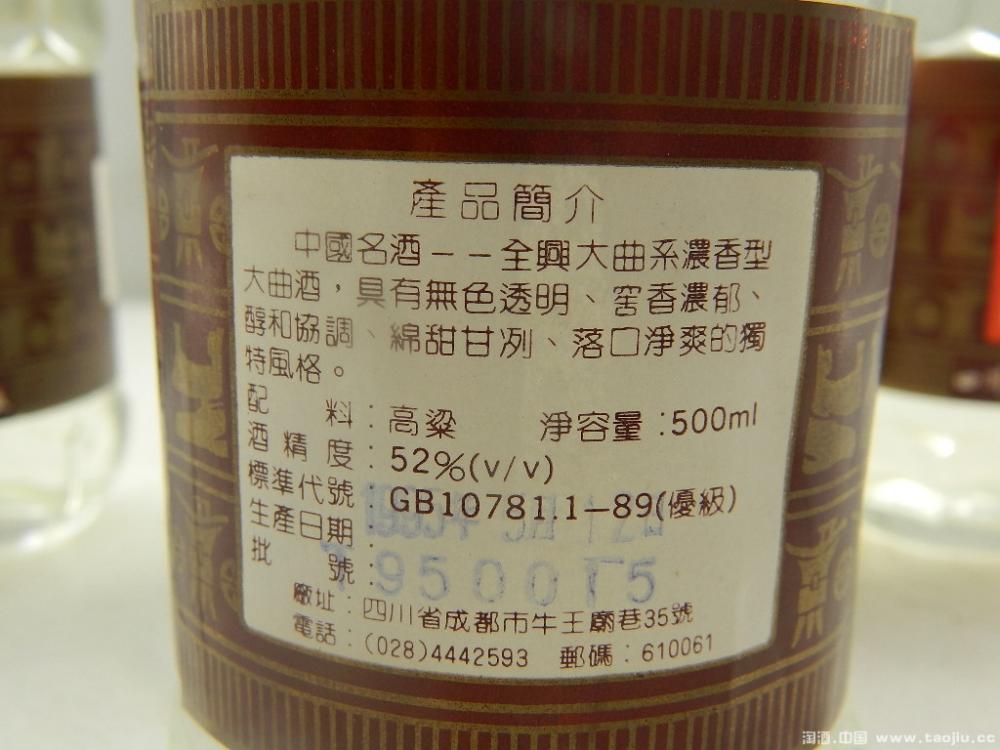 產品簡介
中國名酒——全興大曲系濃香型
大曲酒，具有無色透明、窖香濃郁、
醇和協調、綿甜甘冽、落口淨爽的獨
特風格。
配 料：高粱 淨容量：500ml
酒精度：52%(v/v)
標準代號：GB10781.1—89(優級)
生產日期：
批 號：950015
廠址：四川省成都市牛王廟巷35號
電話：(028)4442593 郵碼：610061
淘酒.中国 www.taojiu.cc